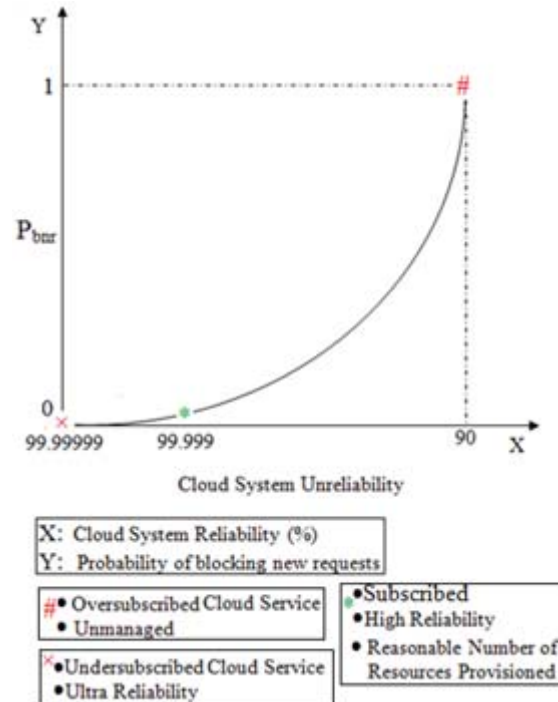 Y
1
#
P_bnr
0
99.99999
99.999
90
X
Cloud System Unreliability
X: Cloud System Reliability (%)
Y: Probability of blocking new requests
# • Oversubscribed Cloud Service
• Unmanaged
× • Undersubscribed Cloud Service
• Ultra Reliability
• Subscribed
• High Reliability
• Reasonable Number of
Resources Provisioned